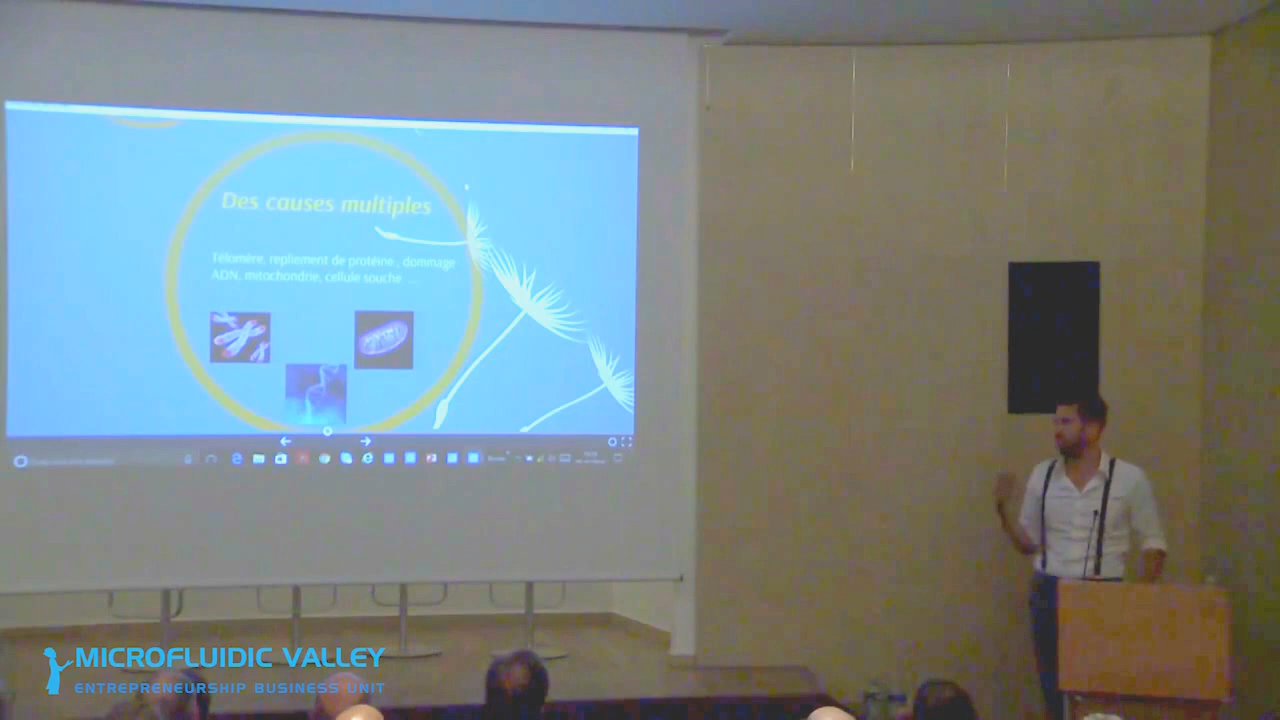 Des causes multiples
Télomère, repliement de protéine , dommage
ADN, mitochondrie, cellule souche ...
MICROFLUIDIC VALLEY
ENTREPRENEURSHIP BUSINESS UNIT